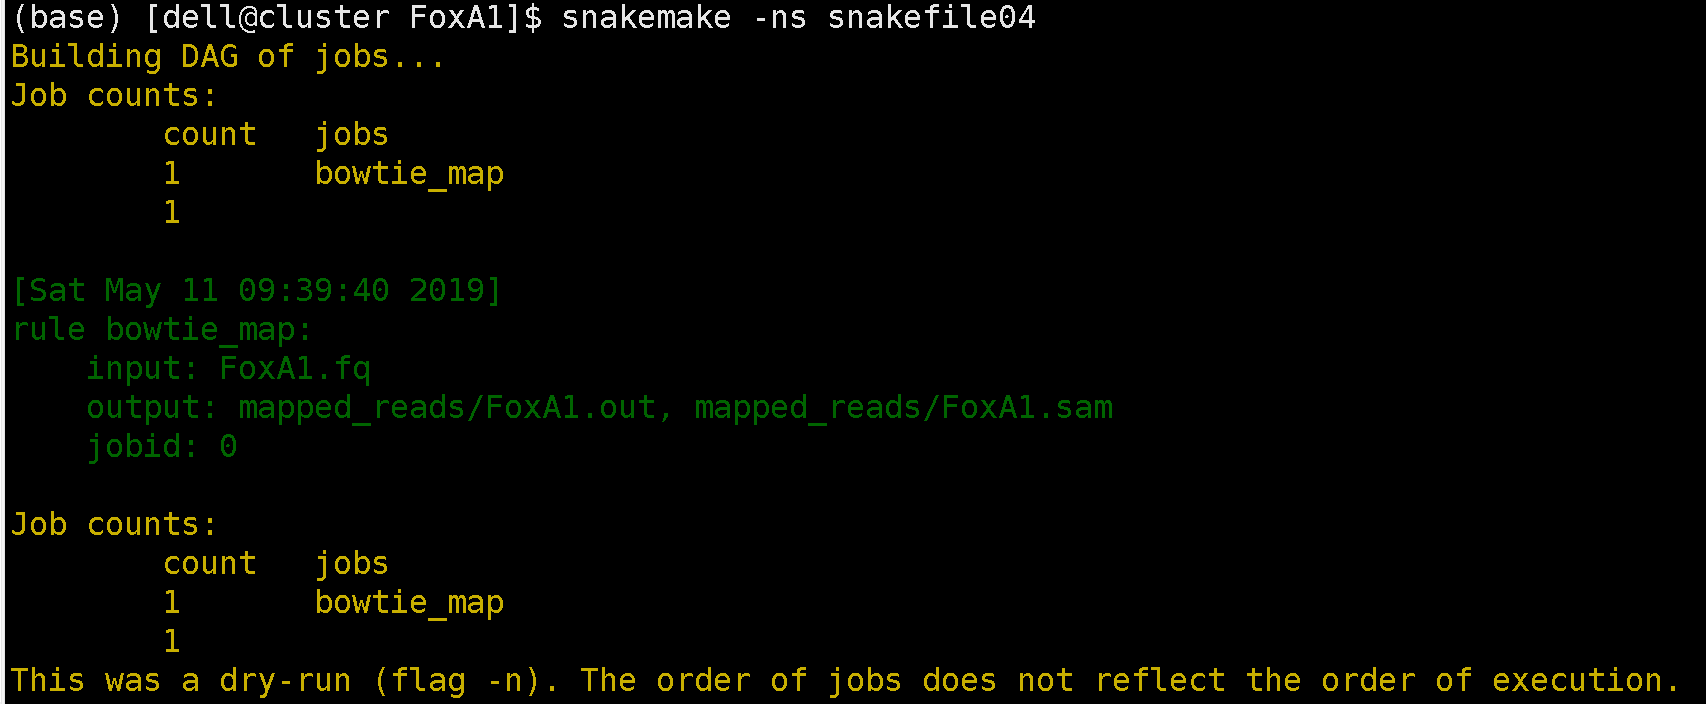 (base) [dell@cluster FoxA1]$ snakemake -ns snakefile04
Building DAG of jobs...
Job counts:
        count   jobs
        1       bowtie_map
        1

[Sat May 11 09:39:40 2019]
rule bowtie_map:
    input: FoxA1.fq
    output: mapped_reads/FoxA1.out, mapped_reads/FoxA1.sam
    jobid: 0

Job counts:
        count   jobs
        1       bowtie_map
        1
This was a dry-run (flag -n). The order of jobs does not reflect the order of execution.